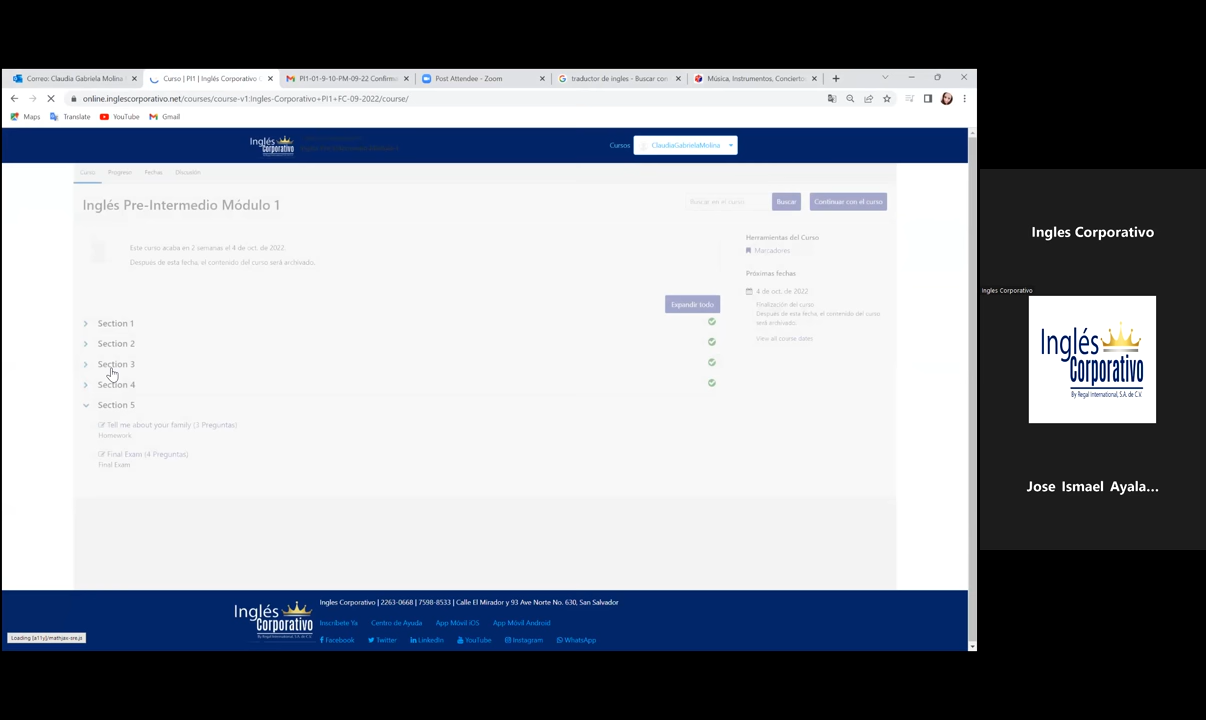 Correo: Claudia Gabriela Molina
Curso | PI1 | Inglés Corporativo
PI1-01-9-10-PM-09-22 Confirma
Post Attendee - Zoom
traductor de ingles - Buscar con
Música, Instrumentos, Concierto
online.inglescorporativo.net/courses/course-v1:Ingles-Corporativo+PI1+FC-09-2022/course/
Maps
Translate
YouTube
Gmail
Inglés
Corporativo
Cursos
ClaudiaGabrielaMolina
Curso
Progreso
Fechas
Discusión
Inglés Pre-Intermedio Módulo 1
Buscar en el curso
Buscar
Continuar con el curso
Este curso acaba en 2 semanas el 4 de oct. de 2022.
Después de esta fecha, el contenido del curso será archivado.
Herramientas del Curso
Marcadores
Próximas fechas
4 de oct. de 2022
Finalización del curso
Después de esta fecha, el contenido del curso
será archivado.
View all course dates
Expandir todo
Section 1
Section 2
Section 3
Section 4
Section 5
Tell me about your family (3 Preguntas)
Homework
Final Exam (4 Preguntas)
Final Exam
Inglés
Corporativo
By Regal International, S.A. de C.V.
Ingles Corporativo | 2263-0668 | 7598-8533 | Calle El Mirador y 93 Ave Norte No. 630, San Salvador
Inscríbete Ya
Centro de Ayuda
App Móvil iOS
App Móvil Android
Facebook
Twitter
LinkedIn
YouTube
Instagram
WhatsApp
Loading [a11y]/mathjax-sre.js
Ingles Corporativo
Ingles Corporativo
Inglés
Corporativo
By Regal International, S.A. de C.V.
Jose Ismael Ayala...